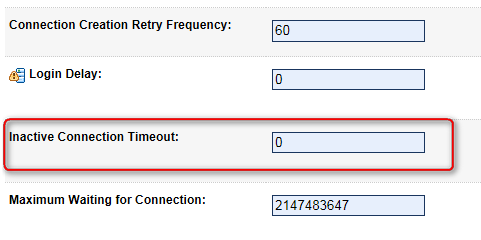 Connection Creation Retry Frequency: 60
Login Delay: 0
Inactive Connection Timeout: 0
Maximum Waiting for Connection: 2147483647